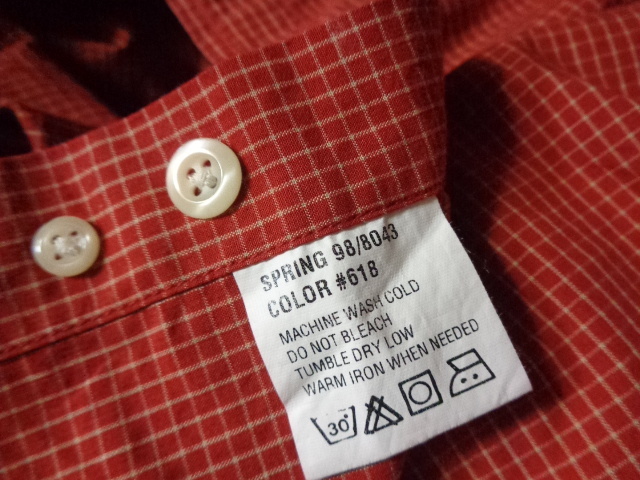 SPRING 98/8043
COLOR #618
MACHINE WASH COLD
DO NOT BLEACH
TUMBLE DRY LOW
WARM IRON WHEN NEEDED
30°